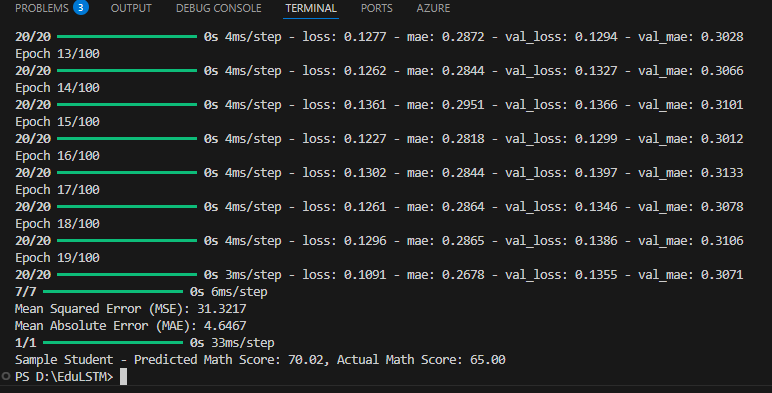 PROBLEMS 3 OUTPUT DEBUG CONSOLE TERMINAL PORTS AZURE
20/20 0s 4ms/step - loss: 0.1277 - mae: 0.2872 - val_loss: 0.1294 - val_mae: 0.3028
Epoch 13/100
20/20 0s 4ms/step - loss: 0.1262 - mae: 0.2844 - val_loss: 0.1327 - val_mae: 0.3066
Epoch 14/100
20/20 0s 4ms/step - loss: 0.1361 - mae: 0.2951 - val_loss: 0.1366 - val_mae: 0.3101
Epoch 15/100
20/20 0s 4ms/step - loss: 0.1227 - mae: 0.2818 - val_loss: 0.1299 - val_mae: 0.3012
Epoch 16/100
20/20 0s 4ms/step - loss: 0.1302 - mae: 0.2844 - val_loss: 0.1397 - val_mae: 0.3133
Epoch 17/100
20/20 0s 4ms/step - loss: 0.1261 - mae: 0.2864 - val_loss: 0.1346 - val_mae: 0.3078
Epoch 18/100
20/20 0s 4ms/step - loss: 0.1296 - mae: 0.2865 - val_loss: 0.1386 - val_mae: 0.3106
Epoch 19/100
20/20 0s 3ms/step - loss: 0.1091 - mae: 0.2678 - val_loss: 0.1355 - val_mae: 0.3071
7/7 0s 6ms/step
Mean Squared Error (MSE): 31.3217
Mean Absolute Error (MAE): 4.6467
1/1 0s 33ms/step
Sample Student - Predicted Math Score: 70.02, Actual Math Score: 65.00
PS D:\EduLSTM>